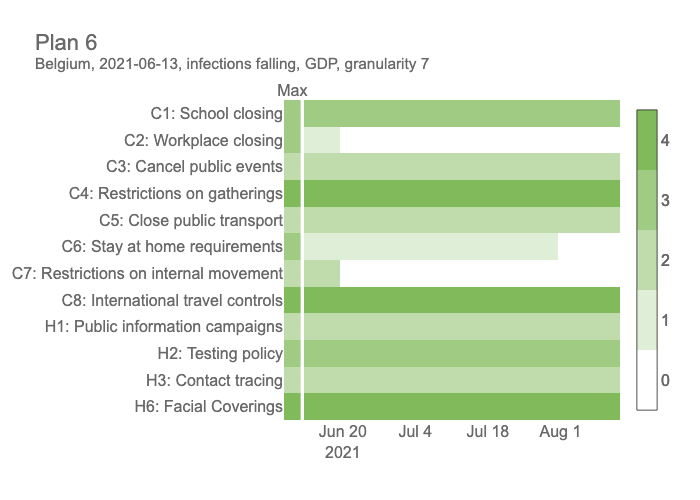 Plan 6
Belgium, 2021-06-13, infections falling, GDP, granularity 7
Max
C1: School closing
C2: Workplace closing
C3: Cancel public events
C4: Restrictions on gatherings
C5: Close public transport
C6: Stay at home requirements
C7: Restrictions on internal movement
C8: International travel controls
H1: Public information campaigns
H2: Testing policy
H3: Contact tracing
H6: Facial Coverings
4
3
2
1
0
Jun 20 Jul 4 Jul 18 Aug 1
2021